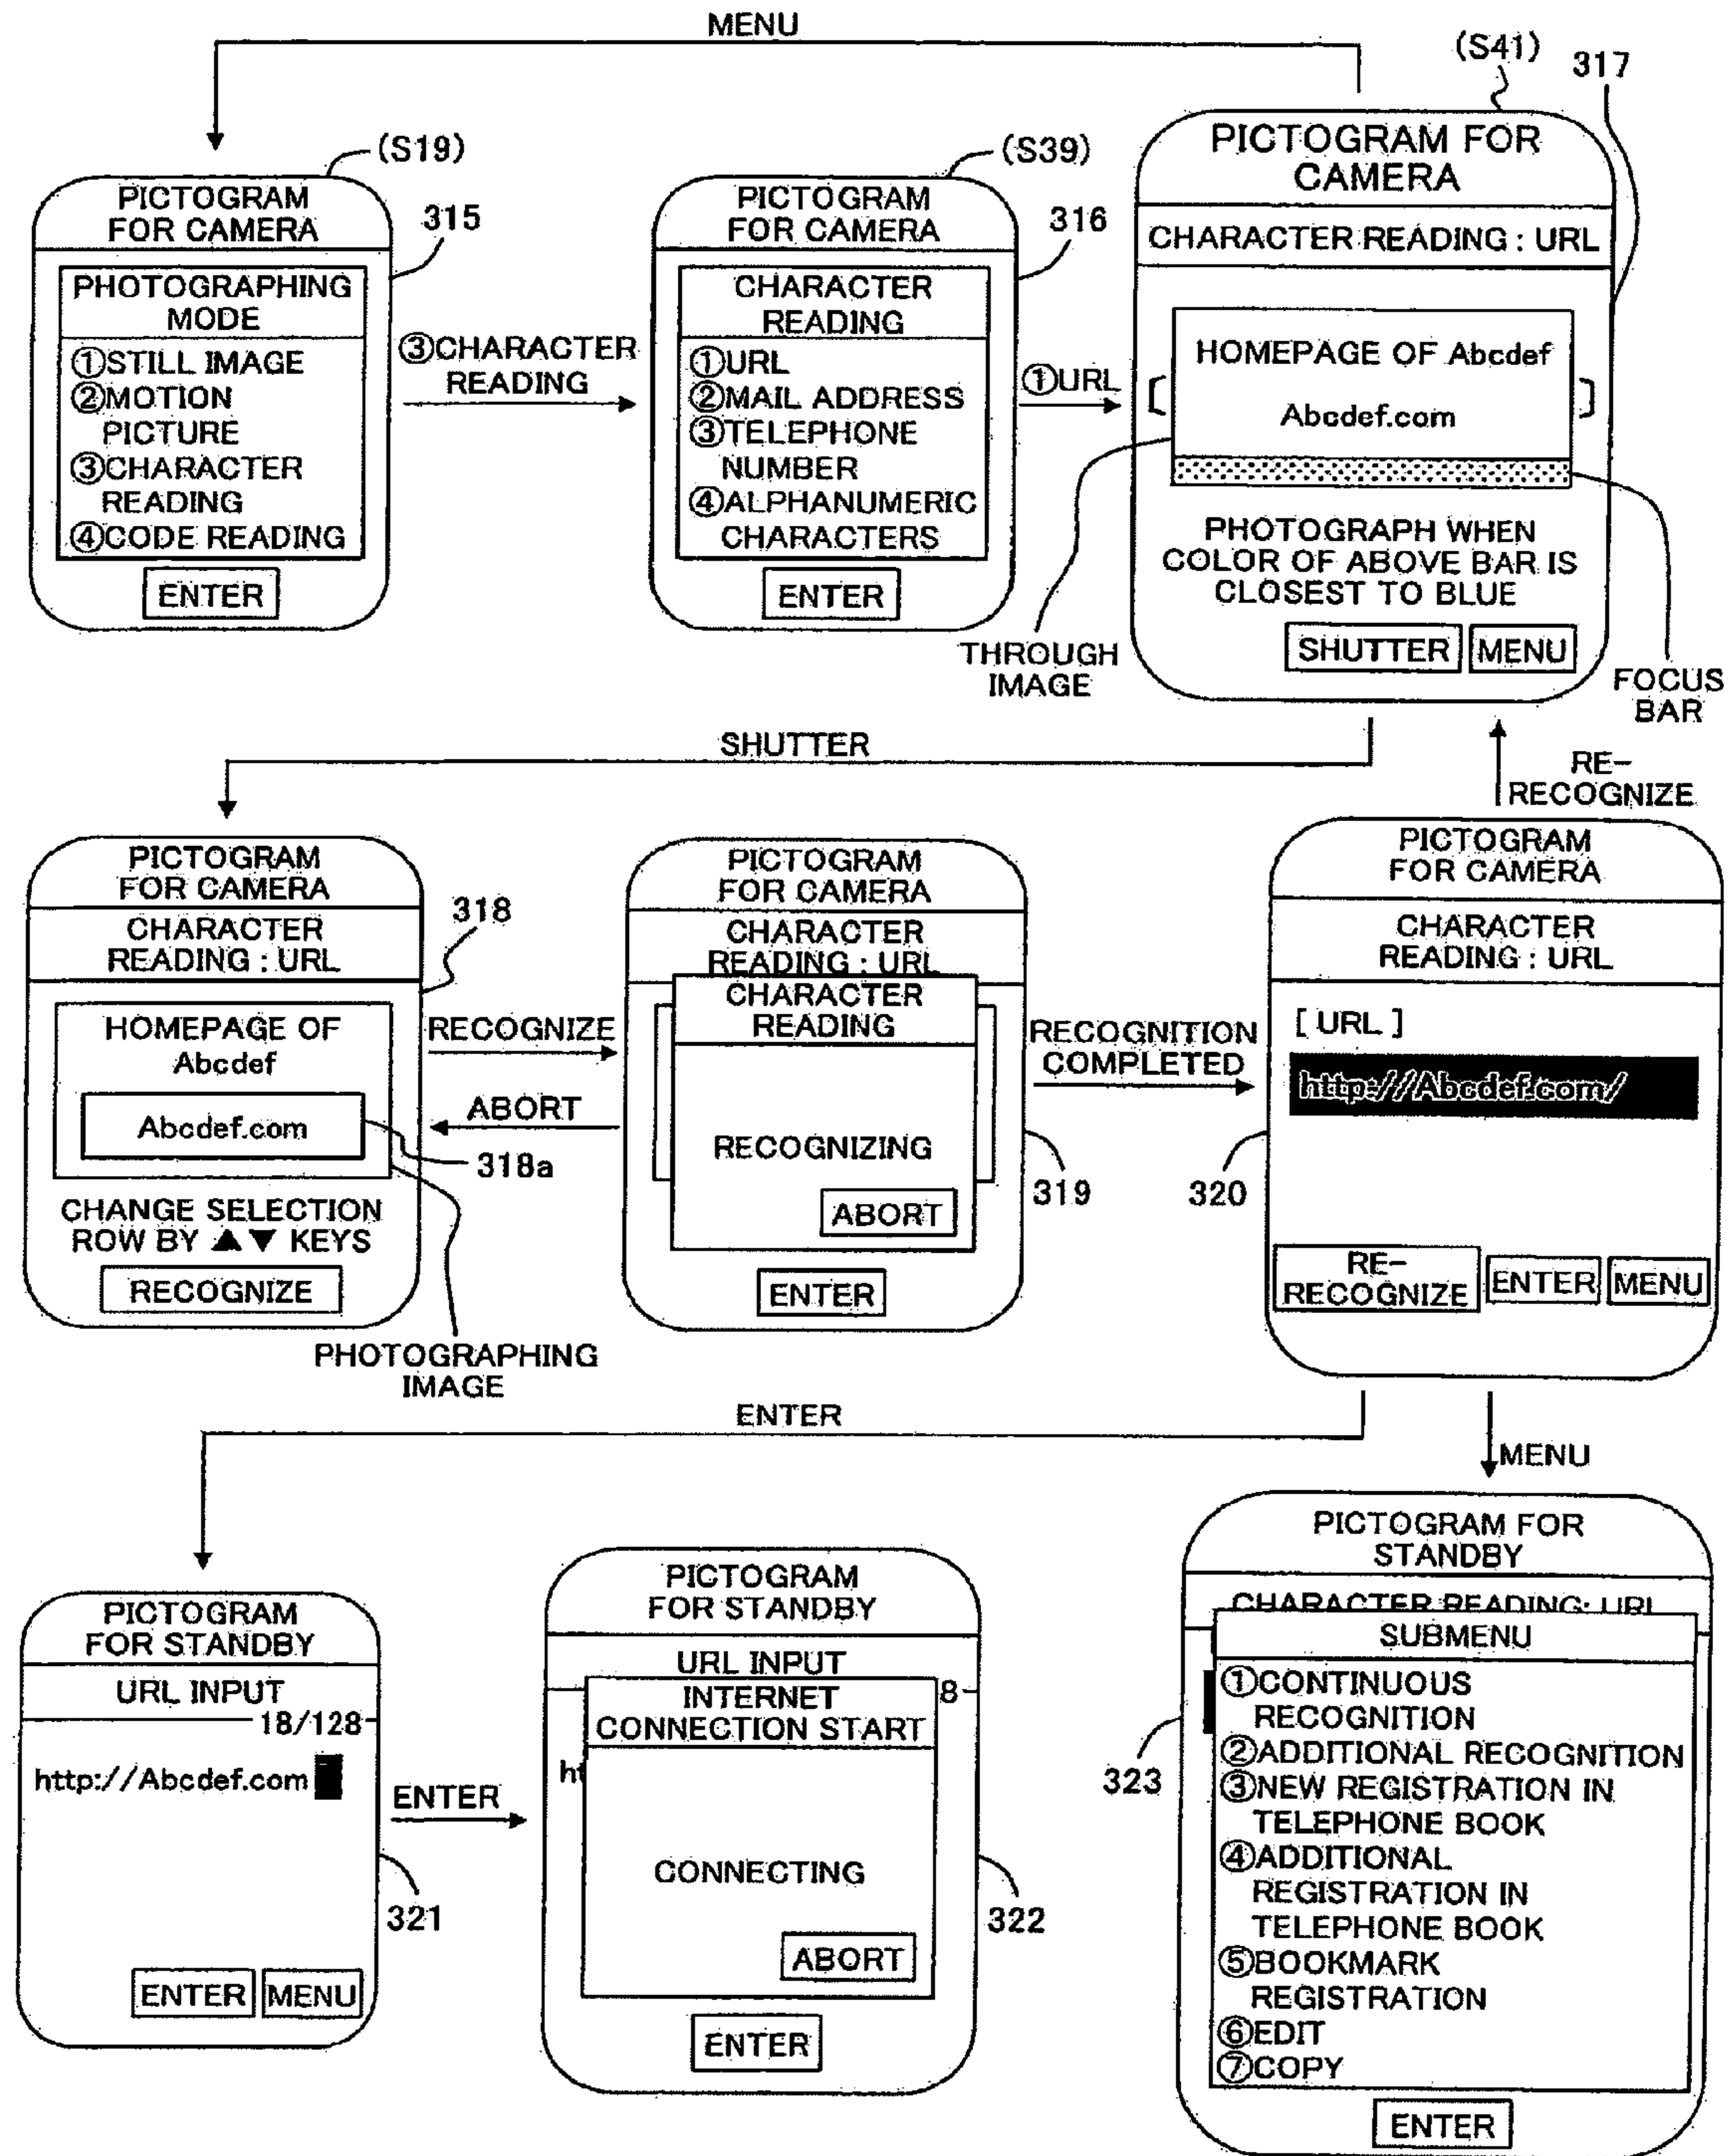 MENU
(S19)
PICTOGRAM
FOR CAMERA
315
PHOTOGRAPHING
MODE
①STILL IMAGE
②MOTION
PICTURE
③CHARACTER
READING
④CODE READING
ENTER
③CHARACTER
READING
(S39)
PICTOGRAM
FOR CAMERA
316
CHARACTER
READING
①URL
②MAIL ADDRESS
③TELEPHONE
NUMBER
④ALPHANUMERIC
CHARACTERS
ENTER
①URL
(S41)
317
PICTOGRAM FOR
CAMERA
CHARACTER READING : URL
HOMEPAGE OF Abcdef
Abcdef.com
PHOTOGRAPH WHEN
COLOR OF ABOVE BAR IS
CLOSEST TO BLUE
SHUTTER MENU
THROUGH
IMAGE
FOCUS
BAR
SHUTTER
RE-
RECOGNIZE
PICTOGRAM
FOR CAMERA
CHARACTER
READING : URL
318
HOMEPAGE OF
Abcdef
Abcdef.com
318a
CHANGE SELECTION
ROW BY ▲▼ KEYS
RECOGNIZE
PHOTOGRAPHING
IMAGE
RECOGNIZE
ABORT
PICTOGRAM
FOR CAMERA
CHARACTER
READING : URL
CHARACTER
READING
RECOGNIZING
ABORT
ENTER
319
RECOGNITION
COMPLETED
PICTOGRAM
FOR CAMERA
CHARACTER
READING : URL
[ URL ]
http://Abcdef.com/
320
RE-
RECOGNIZE
ENTER MENU
ENTER
MENU
PICTOGRAM
FOR STANDBY
URL INPUT
18/128
http://Abcdef.com
321
ENTER MENU
ENTER
PICTOGRAM
FOR STANDBY
URL INPUT
8
INTERNET
CONNECTION START
ht
CONNECTING
ABORT
ENTER
322
PICTOGRAM FOR
STANDBY
CHARACTER READING: URL
SUBMENU
①CONTINUOUS
RECOGNITION
②ADDITIONAL RECOGNITION
③NEW REGISTRATION IN
TELEPHONE BOOK
④ADDITIONAL
REGISTRATION IN
TELEPHONE BOOK
⑤BOOKMARK
REGISTRATION
⑥EDIT
⑦COPY
ENTER
323